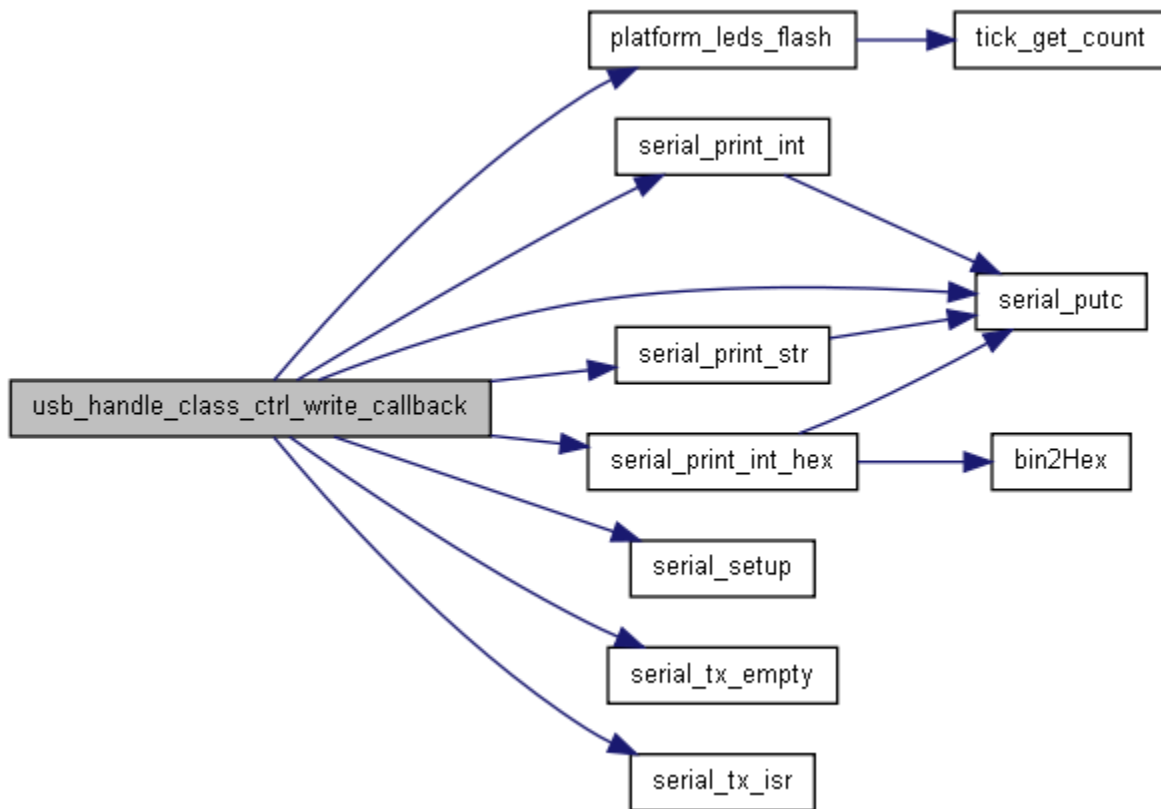 platform_leds_flash
tick_get_count
serial_print_int
serial_putc
serial_print_str
usb_handle_class_ctrl_write_callback
serial_print_int_hex
bin2Hex
serial_setup
serial_tx_empty
serial_tx_isr